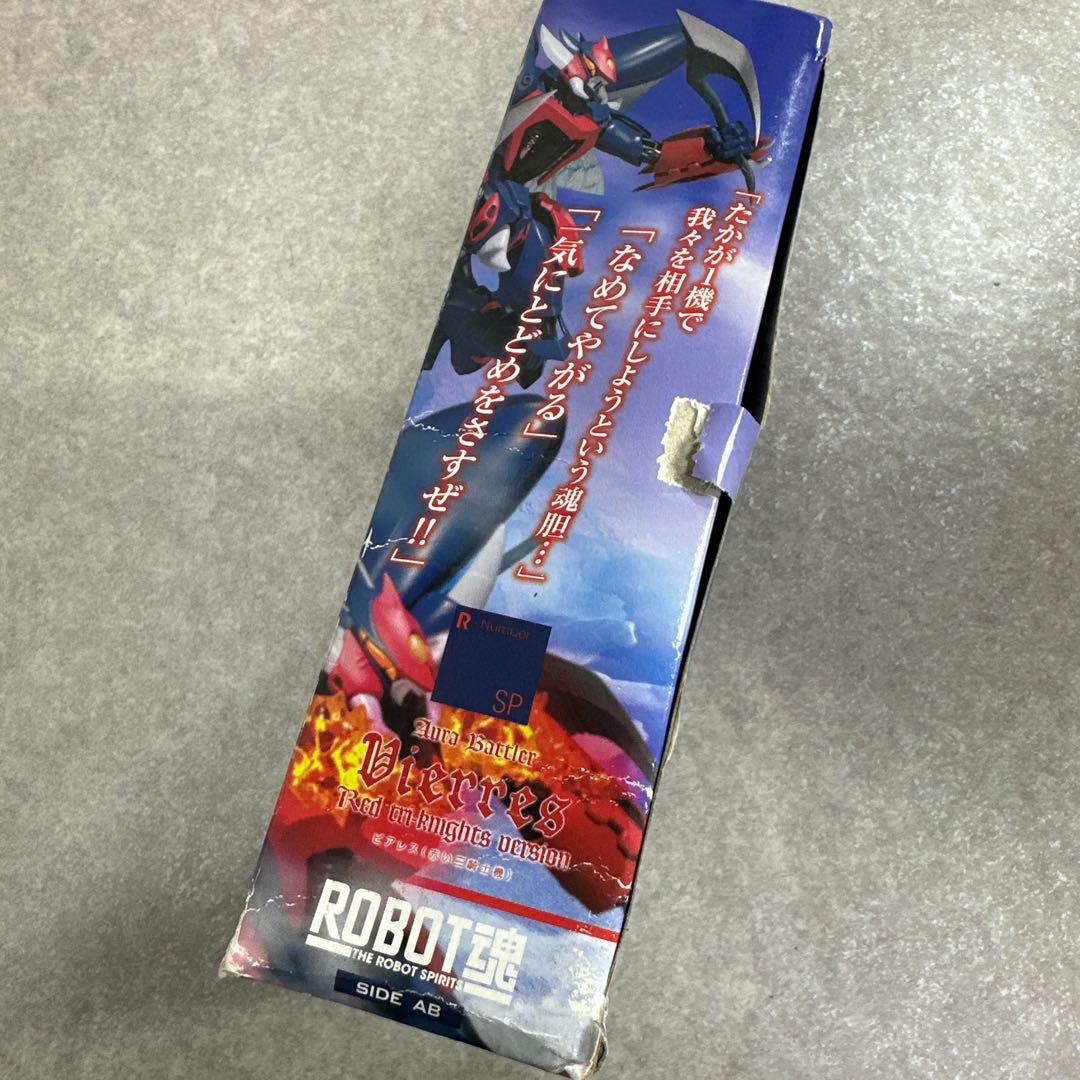 「たかが1機で
我々を相手にしようという魂胆…」
「なめてやがる」
「一気にとどめをさすぜ!!」
R-Number
SP
Aura Battler
Vierres
Red tri-knights version
ビアレス(赤い三騎士機)
ROBOT魂
THE ROBOT SPIRITS
SIDE AB